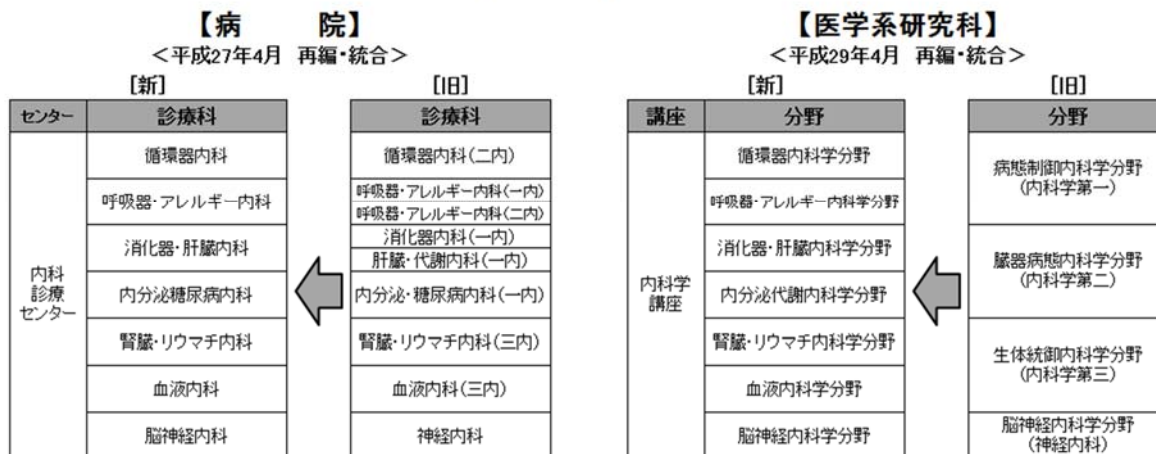 【病　　院】
＜平成27年4月　再編・統合＞
[新]
[旧]
センター
診療科
診療科
内科
診療
センター
循環器内科
呼吸器・アレルギー内科
消化器・肝臓内科
内分泌糖尿病内科
腎臓・リウマチ内科
血液内科
脳神経内科
循環器内科(二内)
呼吸器・アレルギー内科(一内)
呼吸器・アレルギー内科(二内)
消化器内科(一内)
肝臓・代謝内科(一内)
内分泌・糖尿病内科(一内)
腎臓・リウマチ内科(三内)
血液内科(三内)
神経内科
【医学系研究科】
＜平成29年4月　再編・統合＞
[新]
[旧]
講座
分野
分野
内科学
講座
循環器内科学分野
呼吸器・アレルギー内科学分野
消化器・肝臓内科学分野
内分泌代謝内科学分野
腎臓・リウマチ内科学分野
血液内科学分野
脳神経内科学分野
病態制御内科学分野
(内科学第一)
臓器病態内科学分野
(内科学第二)
生体統御内科学分野
(内科学第三)
脳神経内科学分野
(神経内科)